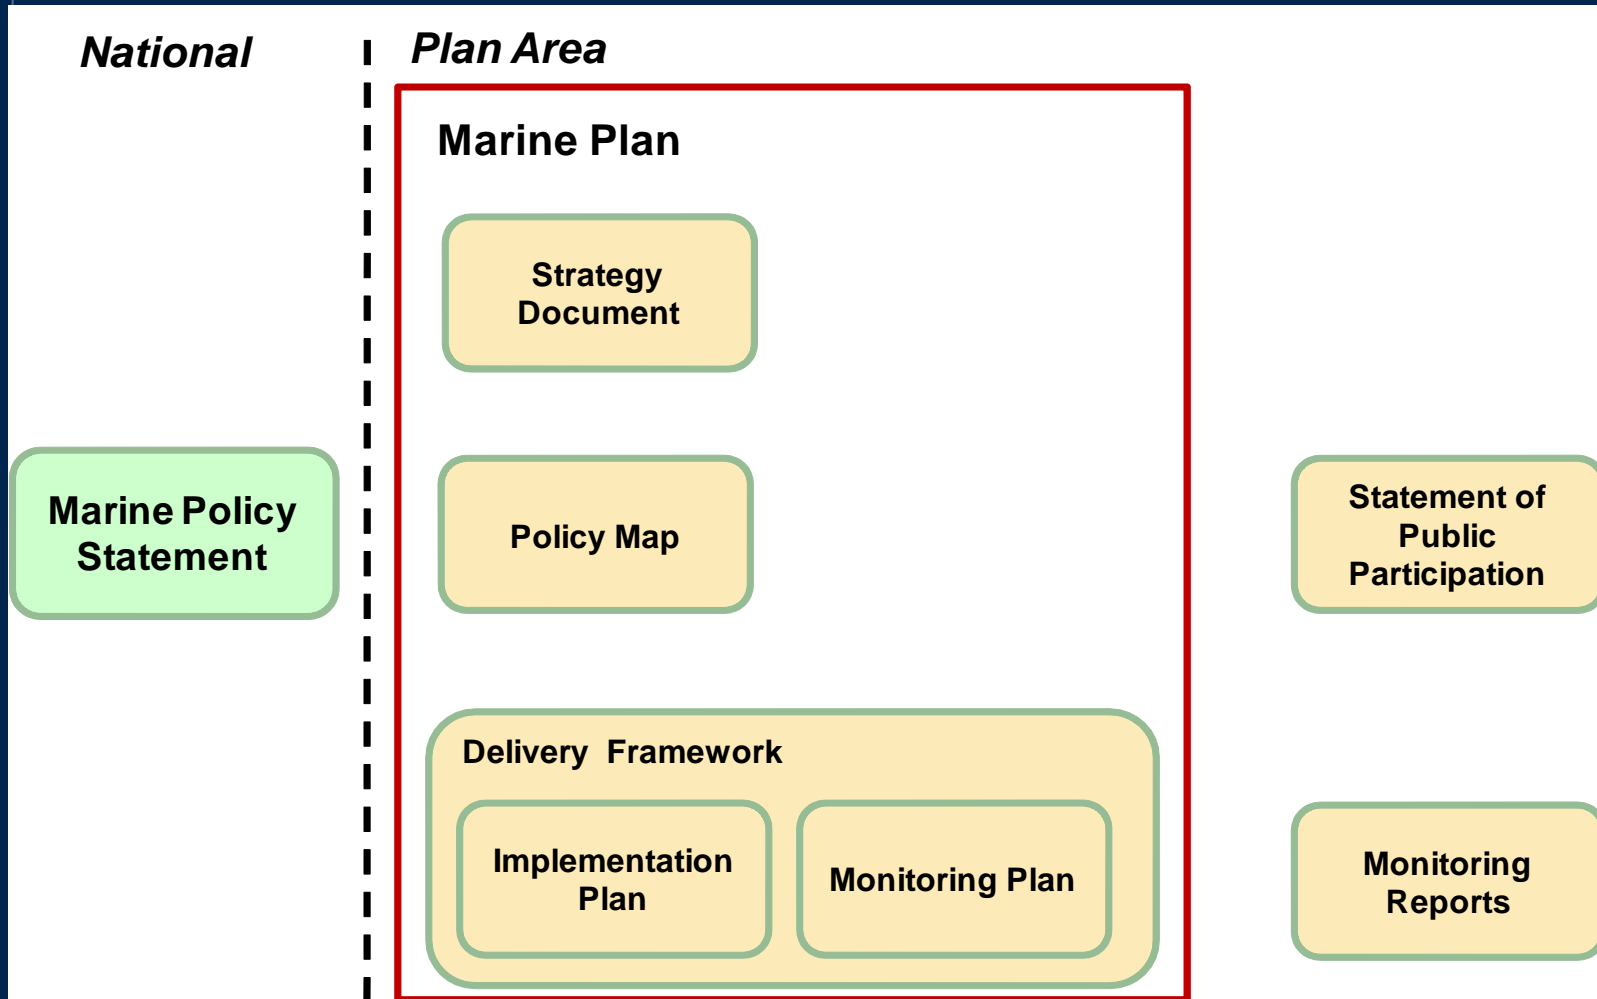 National
Plan Area
Marine Plan
Strategy
Document
Marine Policy
Statement
Policy Map
Statement of
Public
Participation
Delivery Framework
Implementation
Plan
Monitoring Plan
Monitoring
Reports